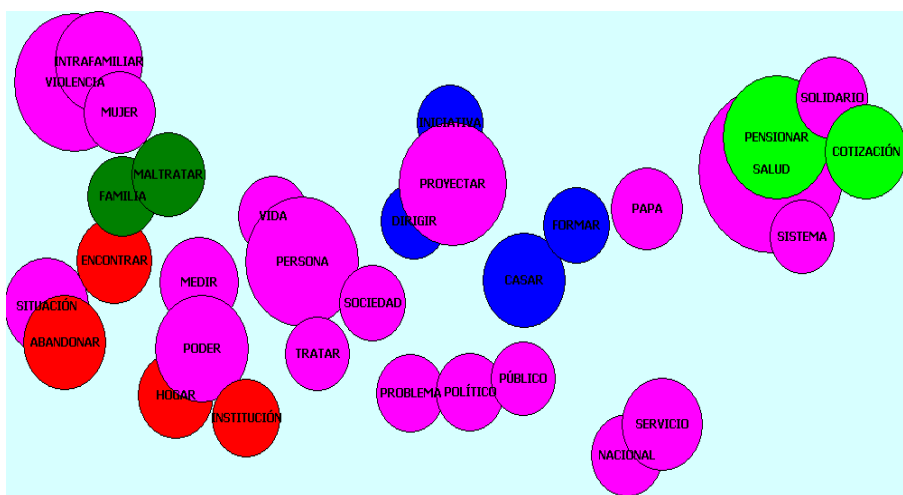 INTRAFAMILIAR
VIOLENCIA
MUJER
MALTRATAR
FAMILIA
ENCONTRAR
SITUACIÓN
ABANDONAR
MEDIR
PODER
HOGAR
INSTITUCIÓN
VIDA
PERSONA
SOCIEDAD
TRATAR
INICIATIVA
PROYECTAR
DIRIGIR
FORMAR
CASAR
PAPA
PROBLEMA
POLÍTICO
PÚBLICO
SERVICIO
NACIONAL
SOLIDARIO
PENSIONAR
COTIZACIÓN
SALUD
SISTEMA